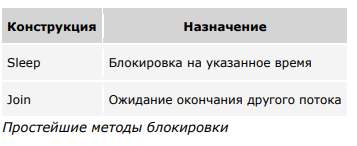 Конструкция Назначение
Sleep Блокировка на указанное время
Join Ожидание окончания другого потока
Простейшие методы блокировки